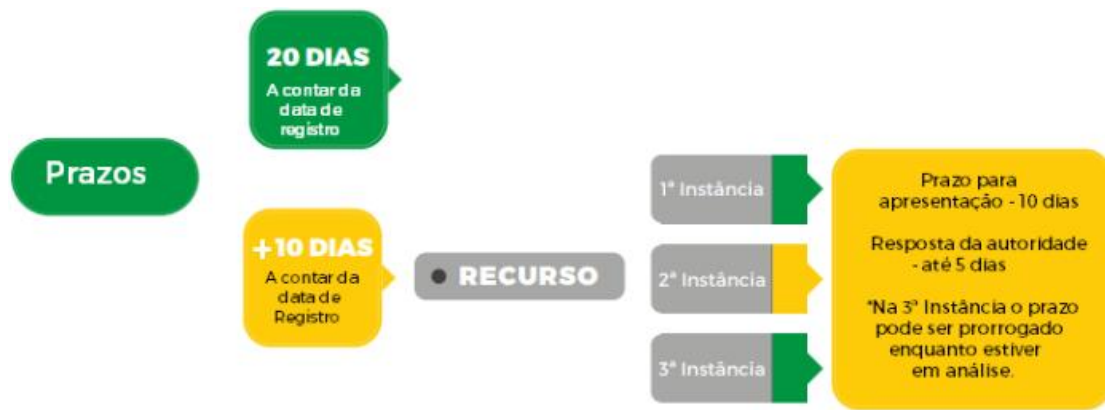 Prazos
20 DIAS
A contar da
data de
registro
+10 DIAS
A contar da
data de
Registro
RECURSO
1ª Instância
2ª Instância
3ª Instância
Prazo para
apresentação - 10 dias
Resposta da autoridade
- até 5 dias
*Na 3ª Instância o prazo
pode ser prorrogado
enquanto estiver
em análise.